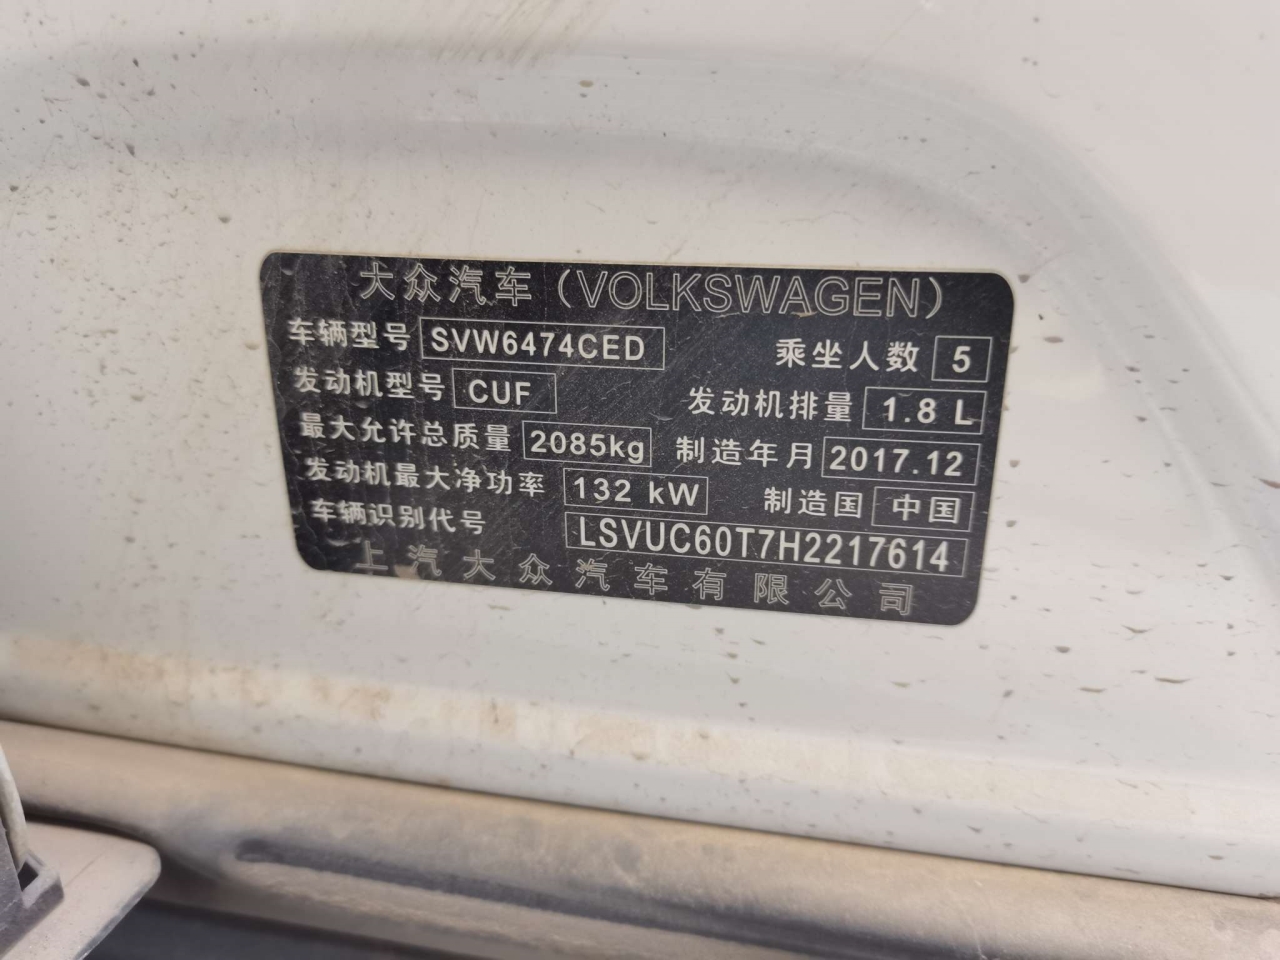 大众汽车（VOLKSWAGEN）
车辆型号 SVW6474CED 乘坐人数 5
发动机型号 CUF 发动机排量 1.8 L
最大允许总质量 2085kg 制造年月 2017.12
发动机最大净功率 132 kW 制造国 中国
车辆识别代号 LSVUC60T7H2217614
上汽大众汽车有限公司